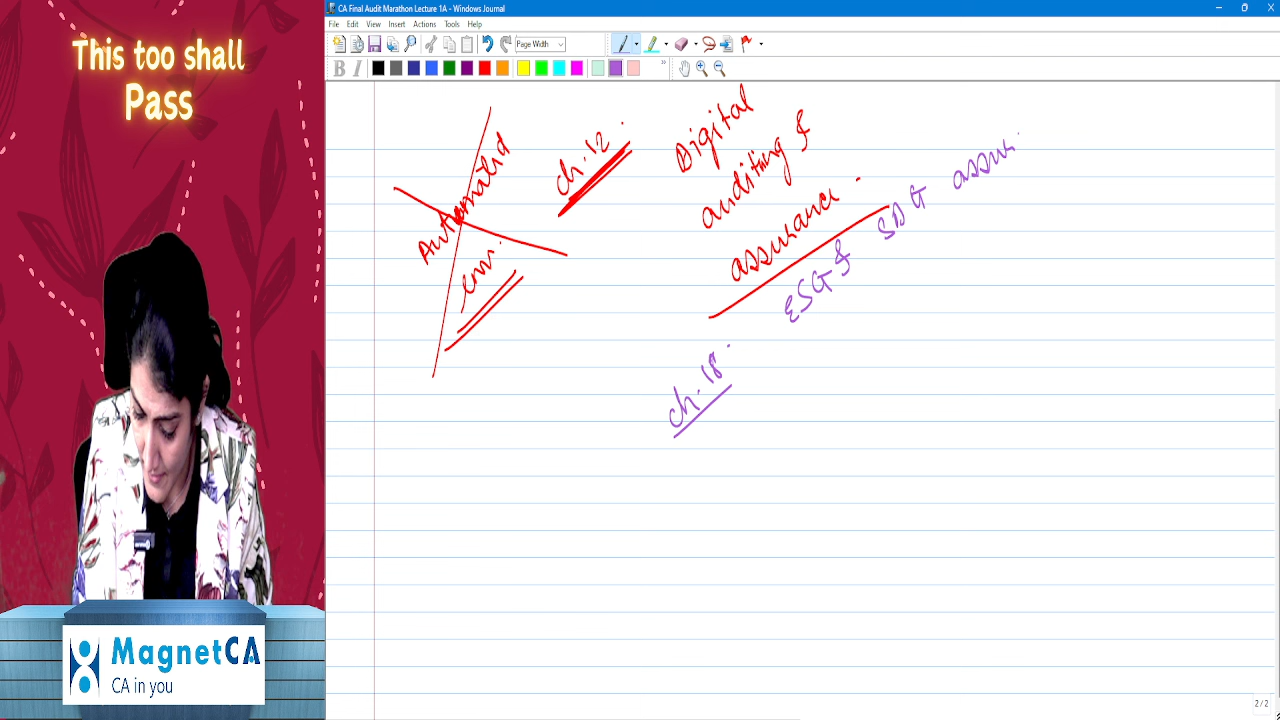 This too shall
Pass
CA Final Audit Marathon Lecture 1A - Windows Journal
File Edit View Insert Actions Tools Help
Page Width
B I
Automated
env.
ch.12.
Digital
auditing &
assurance.
ESG & SDG assur.
ch.18.
MagnetCA
CA in you
2/2